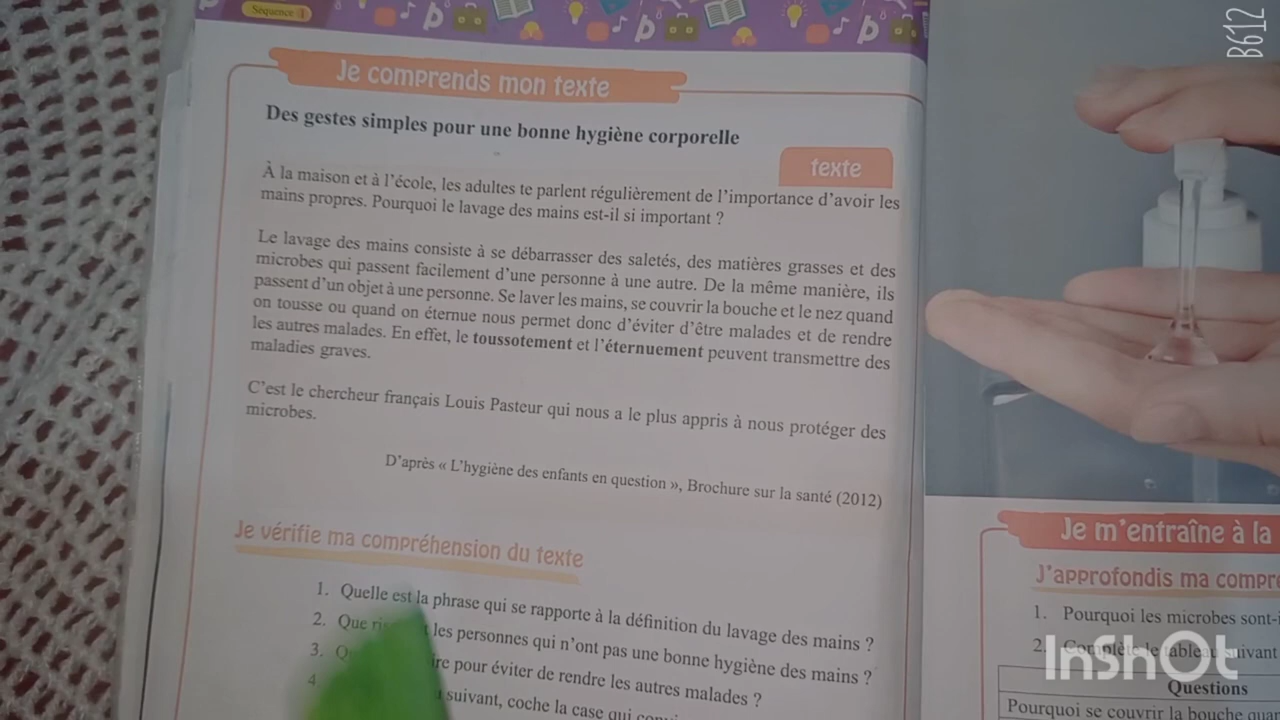 Séquence 1
Je comprends mon texte
Des gestes simples pour une bonne hygiène corporelle
texte
À la maison et à l'école, les adultes te parlent régulièrement de l'importance d'avoir les
mains propres. Pourquoi le lavage des mains est-il si important ?
Le lavage des mains consiste à se débarrasser des saletés, des matières grasses et des
microbes qui passent facilement d'une personne à une autre. De la même manière, ils
passent d'un objet à une personne. Se laver les mains, se couvrir la bouche et le nez quand
on tousse ou quand on éternue nous permet donc d'éviter d'être malades et de rendre
les autres malades. En effet, le toussotement et l'éternuement peuvent transmettre des
maladies graves.
C'est le chercheur français Louis Pasteur qui nous a le plus appris à nous protéger des
microbes.
D'après « L'hygiène des enfants en question », Brochure sur la santé (2012)
Je vérifie ma compréhension du texte
1. Quelle est la phrase qui se rapporte à la définition du lavage des mains ?
2. Que les personnes qui n'ont pas une bonne hygiène des mains ?
3. pour éviter de rendre les autres malades ?
4 suivant, coche la case qui
Je m'entraîne à la
J'approfondis ma
1. Pourquoi les microbes
2. Complète le tableau suivant
Questions
Pourquoi se couvrir la bouche
B612
InShOt